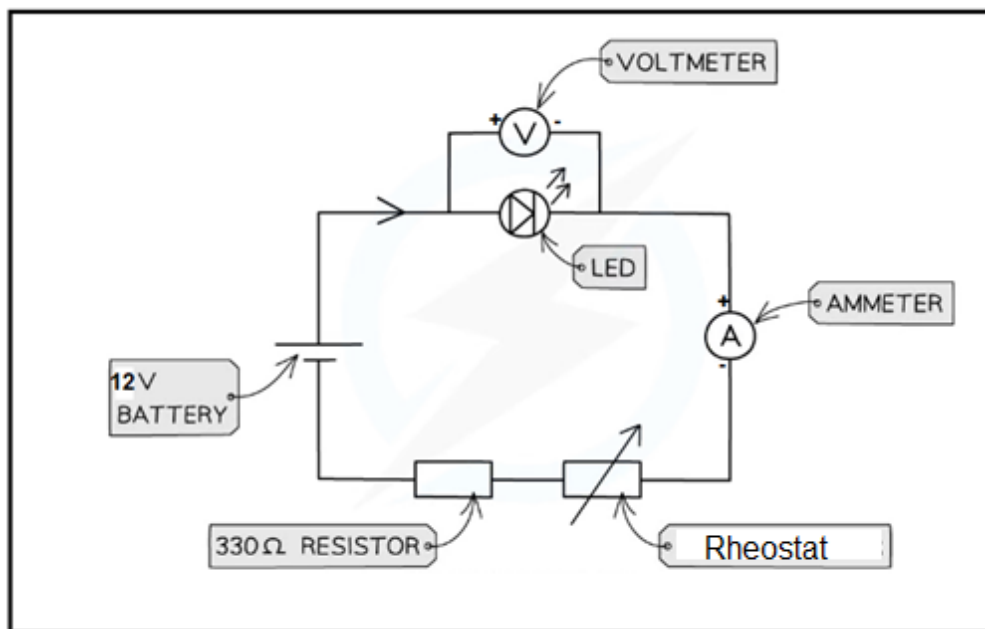 VOLTMETER
+ -
V
LED
+
AMMETER
A
-
12V
BATTERY
330Ω RESISTOR
Rheostat